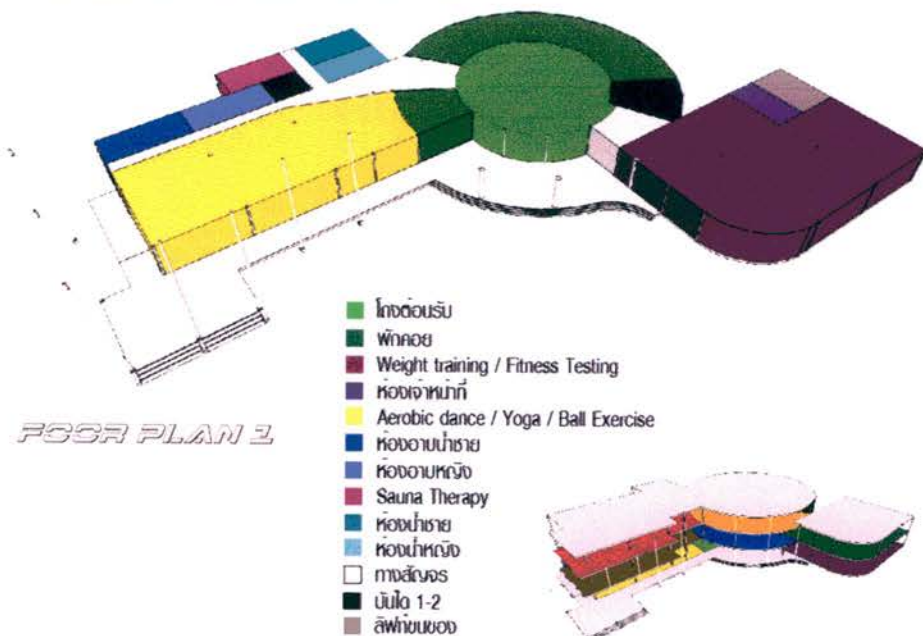 โถงต้อนรับ
พักคอย
Weight training / Fitness Testing
ห้องเจ้าหน้าที่
Aerobic dance / Yoga / Ball Exercise
FOOR PLAN 1
ห้องอาบน้ำชาย
ห้องอาบหญิง
Sauna Therapy
ห้องน้ำชาย
ห้องน้ำหญิง
ทางสัญจร
บันได 1-2
ลิฟท์ขนของ